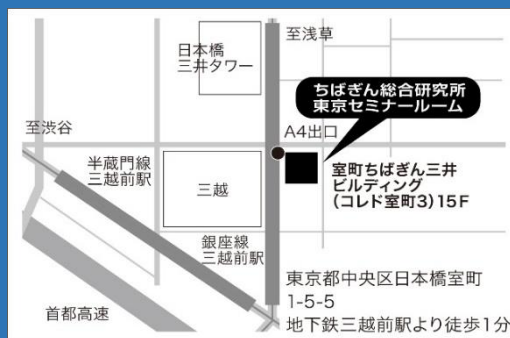 至浅草
日本橋
三井タワー
ちばぎん総合研究所
東京セミナールーム
至渋谷
A4出口
半蔵門線
三越前駅
三越
室町ちばぎん三井
ビルディング
(コレド室町3)15F
銀座線
三越前駅
東京都中央区日本橋室町
1-5-5
地下鉄三越前駅より徒歩1分
首都高速